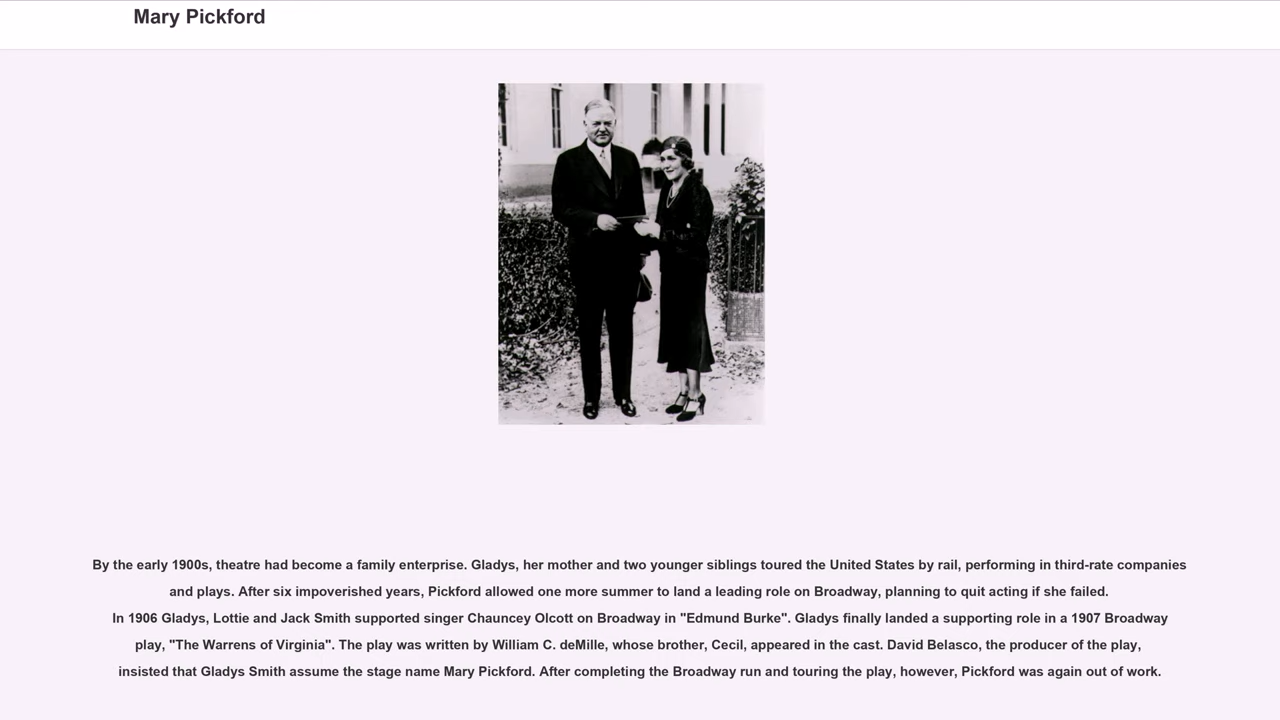 Mary Pickford
By the early 1900s, theatre had become a family enterprise. Gladys, her mother and two younger siblings toured the United States by rail, performing in third-rate companies
and plays. After six impoverished years, Pickford allowed one more summer to land a leading role on Broadway, planning to quit acting if she failed.
In 1906 Gladys, Lottie and Jack Smith supported singer Chauncey Olcott on Broadway in "Edmund Burke". Gladys finally landed a supporting role in a 1907 Broadway
play, "The Warrens of Virginia". The play was written by William C. deMille, whose brother, Cecil, appeared in the cast. David Belasco, the producer of the play,
insisted that Gladys Smith assume the stage name Mary Pickford. After completing the Broadway run and touring the play, however, Pickford was again out of work.